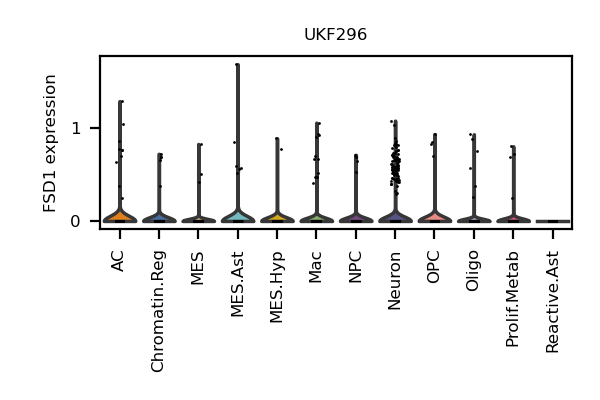 UKF296
FSD1 expression
1
0
AC
Chromatin.Reg
MES
MES.Ast
MES.Hyp
Mac
NPC
Neuron
OPC
Oligo
Prolif.Metab
Reactive.Ast